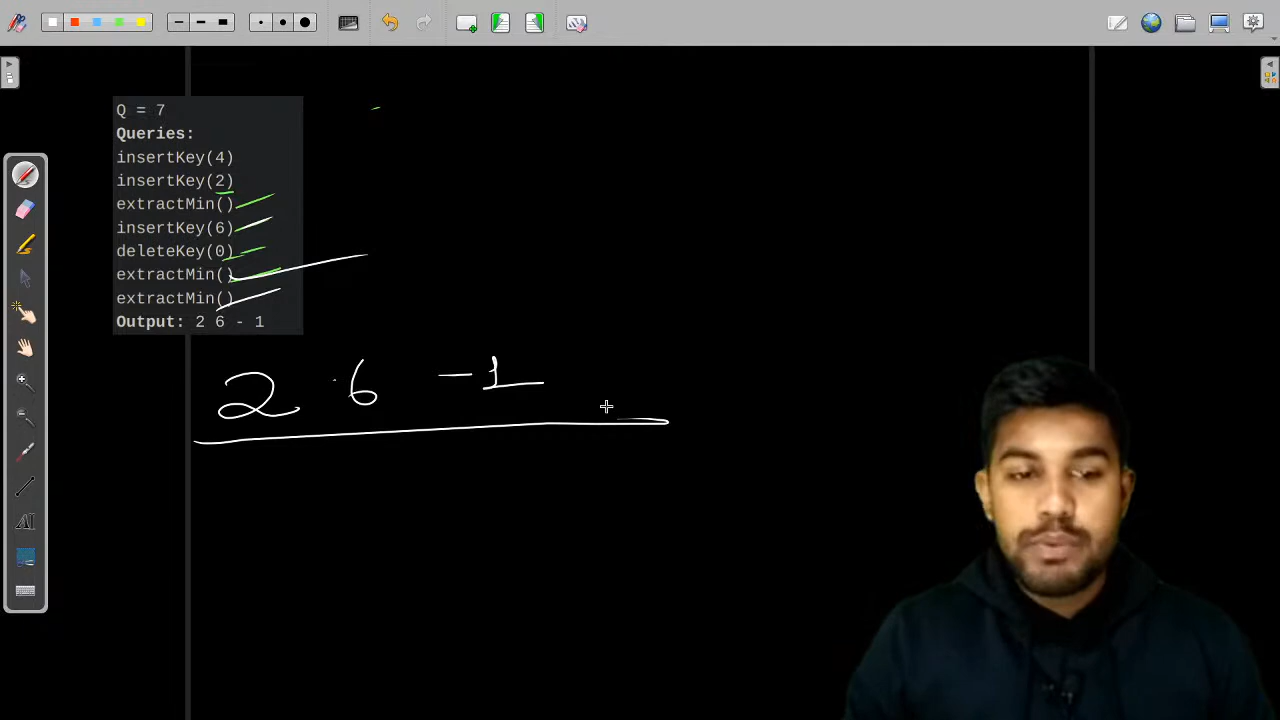 Q = 7
Queries:
insertKey(4)
insertKey(2)
extractMin()
insertKey(6)
deleteKey(0)
extractMin()
extractMin()
Output: 2 6 - 1
2 6 -1